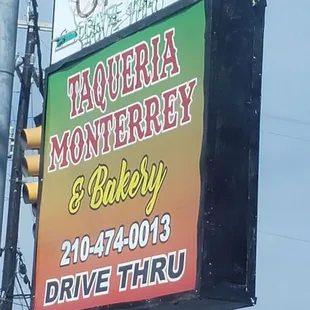 TAQUERIA
MONTERREY
& Bakery
210-474-0013
DRIVE THRU